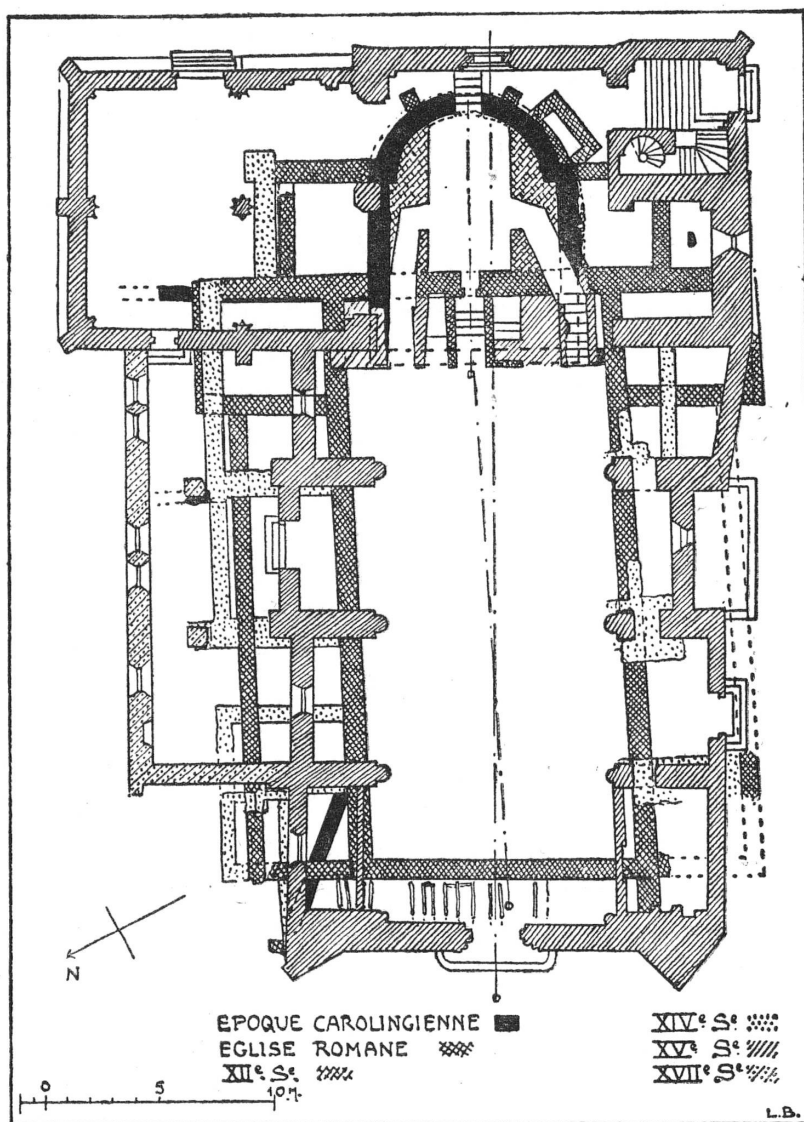 N
EPOQUE CAROLINGIENNE
EGLISE ROMANE
XIIe. Se.
XIVe. Se
XVe Se
XVIIe Se
0 5 10 M.
L.B.